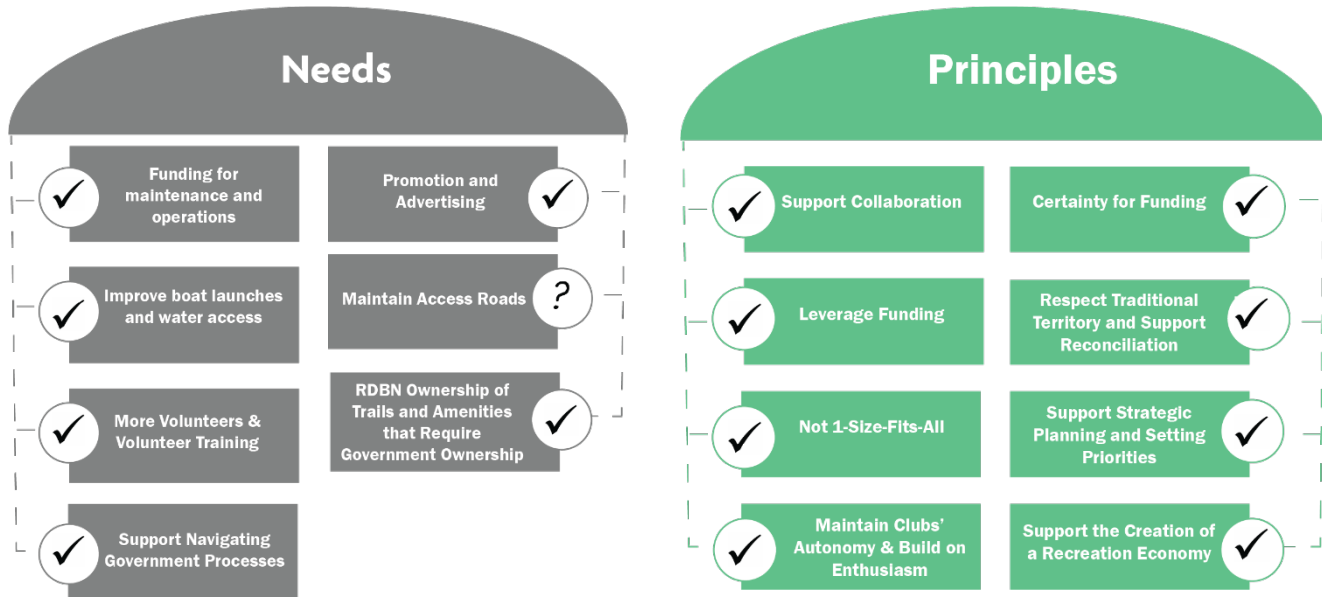 Needs
Funding for
maintenance and
operations
Improve boat launches
and water access
More Volunteers &
Volunteer Training
Support Navigating
Government Processes
Promotion and
Advertising
Maintain Access Roads
?
RDBN Ownership of
Trails and Amenities
that Require
Government Ownership
Principles
Support Collaboration
Leverage Funding
Not 1-Size-Fits-All
Maintain Clubs'
Autonomy & Build on
Enthusiasm
Certainty for Funding
Respect Traditional
Territory and Support
Reconciliation
Support Strategic
Planning and Setting
Priorities
Support the Creation of
a Recreation Economy